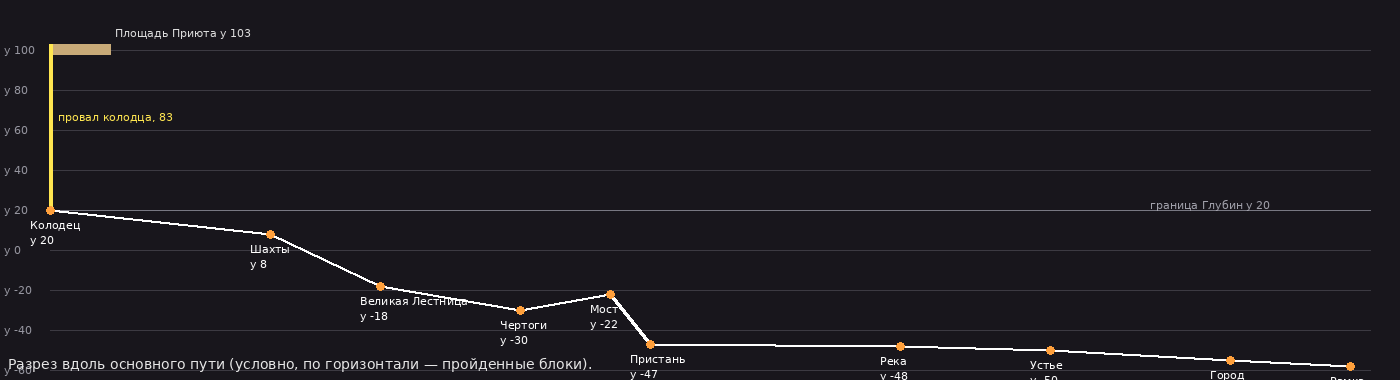 Площадь Приюта y 103
y 100
y 80
провал колодца, 83
y 60
y 40
граница Глубин y 20
y 20
Колодец
y 20
y 0
Шахты
y 8
y -20
Великая Лестница
y -18
Мост
y -22
Чертоги
y -30
y -40
Пристань
y -47
Река
y -48
Устье
y -50
Разрез вдоль основного пути (условно, по горизонтали — пройденные блоки).
y -60
Город